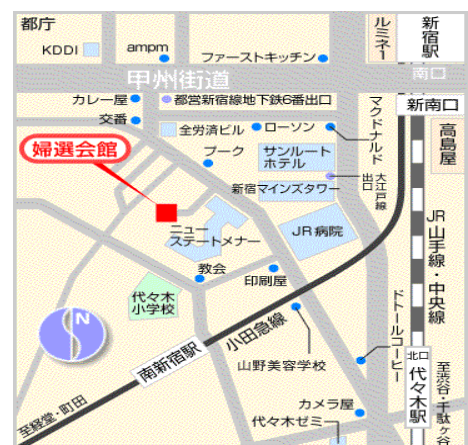 都庁
KDDI
ampm
ファーストキッチン
ルミネ1
新宿駅
南口
甲州街道
カレー屋
都営新宿線地下鉄6番出口
マクドナルド
新南口
交番
全労済ビル
ローソン
高島屋
婦選会館
プーク
サンルートホテル
大江戸線出口
新宿マインズタワー
ニューステートメナー
JR病院
JR山手線・中央線
教会
印刷屋
代々木小学校
N
小田急線
ドトールコーヒー
南新宿駅
山野美容学校
北口
代々木駅
至渋谷・千駄ヶ谷
至経堂・町田
カメラ屋
代々木ゼミ